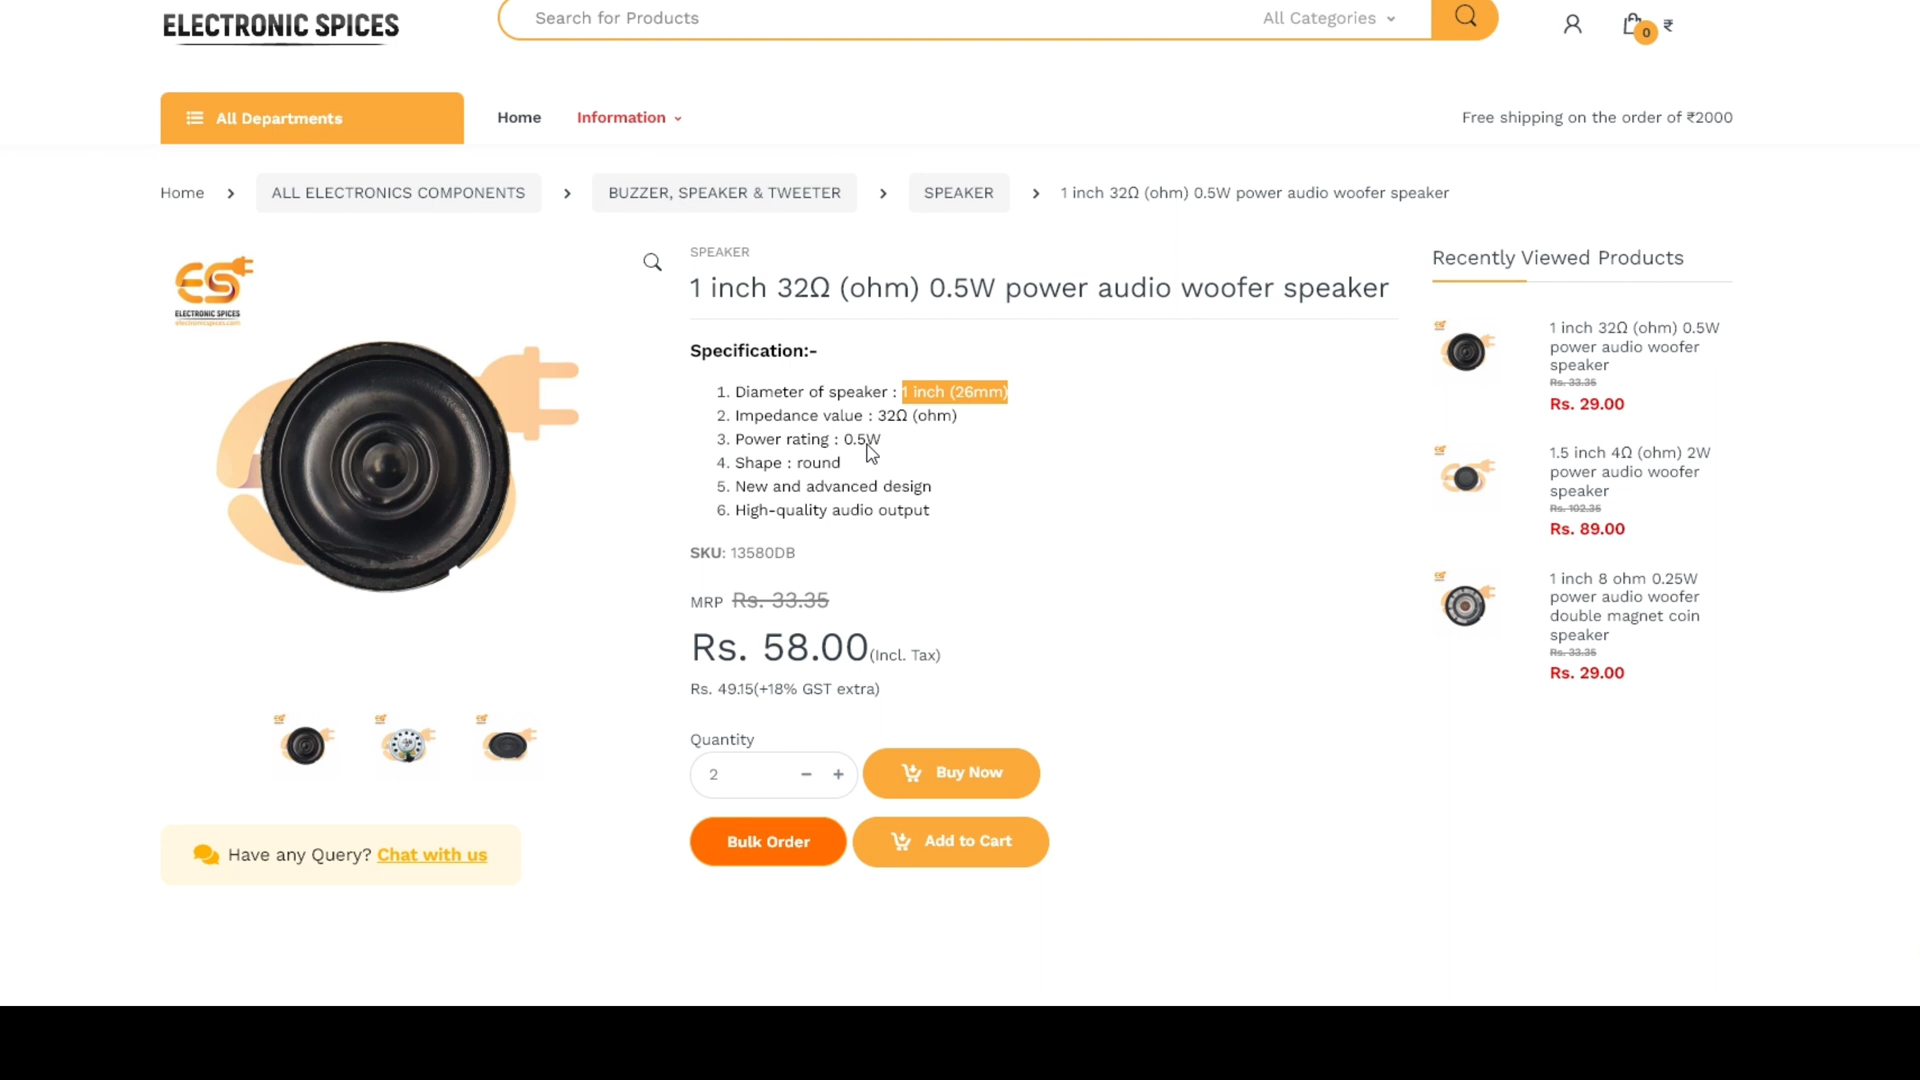 ELECTRONIC SPICES
Search for Products
All Categories
0
₹
All Departments
Home
Information
Free shipping on the order of ₹2000
Home
ALL ELECTRONICS COMPONENTS
BUZZER, SPEAKER & TWEETER
SPEAKER
1 inch 32Ω (ohm) 0.5W power audio woofer speaker
ES
ELECTRONIC SPICES
electronicspices.com
SPEAKER
1 inch 32Ω (ohm) 0.5W power audio woofer speaker
Specification:-
1. Diameter of speaker : 1 inch (26mm)
2. Impedance value : 32Ω (ohm)
3. Power rating : 0.5W
4. Shape : round
5. New and advanced design
6. High-quality audio output
SKU: 13580DB
MRP Rs. 33.35
Rs. 58.00(Incl. Tax)
Rs. 49.15(+18% GST extra)
Quantity
2
Buy Now
Bulk Order
Add to Cart
Have any Query? Chat with us
Recently Viewed Products
1 inch 32Ω (ohm) 0.5W
power audio woofer
speaker
Rs. 33.35
Rs. 29.00
1.5 inch 4Ω (ohm) 2W
power audio woofer
speaker
Rs. 102.35
Rs. 89.00
1 inch 8 ohm 0.25W
power audio woofer
double magnet coin
speaker
Rs. 33.35
Rs. 29.00